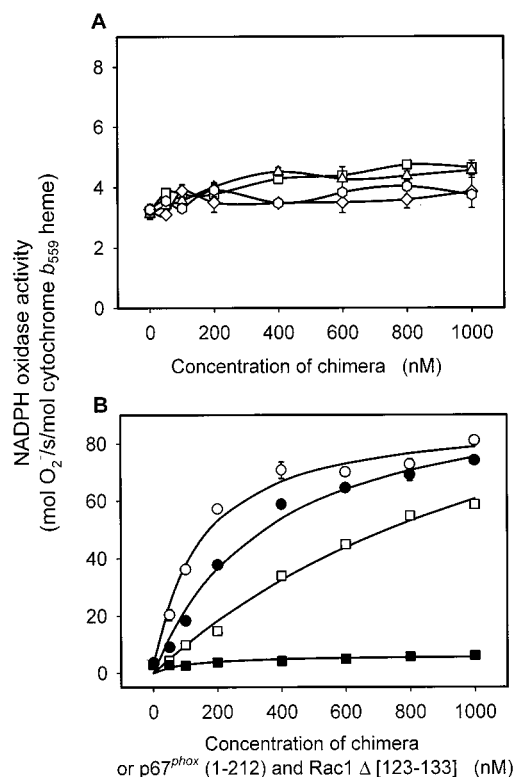 A
8
6
4
2
0
0 200 400 600 800 1000
Concentration of chimera (nM)
NADPH oxidase activity
(mol O2⁻/s/mol cytochrome b559 heme)
B
80
60
40
20
0
0 200 400 600 800 1000
Concentration of chimera
or p67phox (1-212) and Rac1 Δ [123-133] (nM)